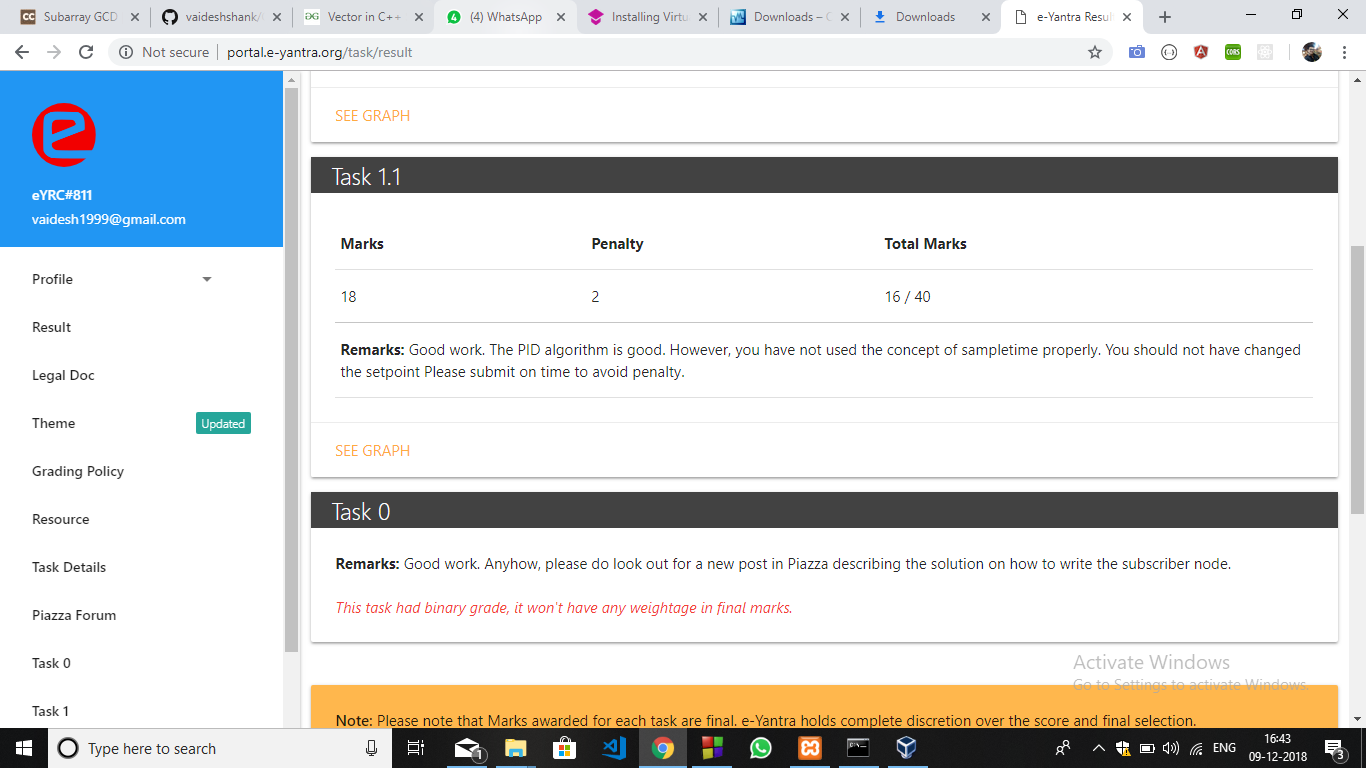 Subarray GCD
vaideshshank/
Vector in C++
(4) WhatsApp
Installing Virtu
Downloads – C
Downloads
e-Yantra Resul
Not secure | portal.e-yantra.org/task/result
eYRC#811
vaidesh1999@gmail.com
Profile
Result
Legal Doc
Theme Updated
Grading Policy
Resource
Task Details
Piazza Forum
Task 0
Task 1
SEE GRAPH
Task 1.1
Marks Penalty Total Marks
18 2 16 / 40
Remarks: Good work. The PID algorithm is good. However, you have not used the concept of sampletime properly. You should not have changed
the setpoint Please submit on time to avoid penalty.
SEE GRAPH
Task 0
Remarks: Good work. Anyhow, please do look out for a new post in Piazza describing the solution on how to write the subscriber node.
This task had binary grade, it won't have any weightage in final marks.
Activate Windows
Go to Settings to activate Windows.
Note: Please note that Marks awarded for each task are final. e-Yantra holds complete discretion over the score and final selection.
Type here to search
1
ENG
16:43
09-12-2018
3